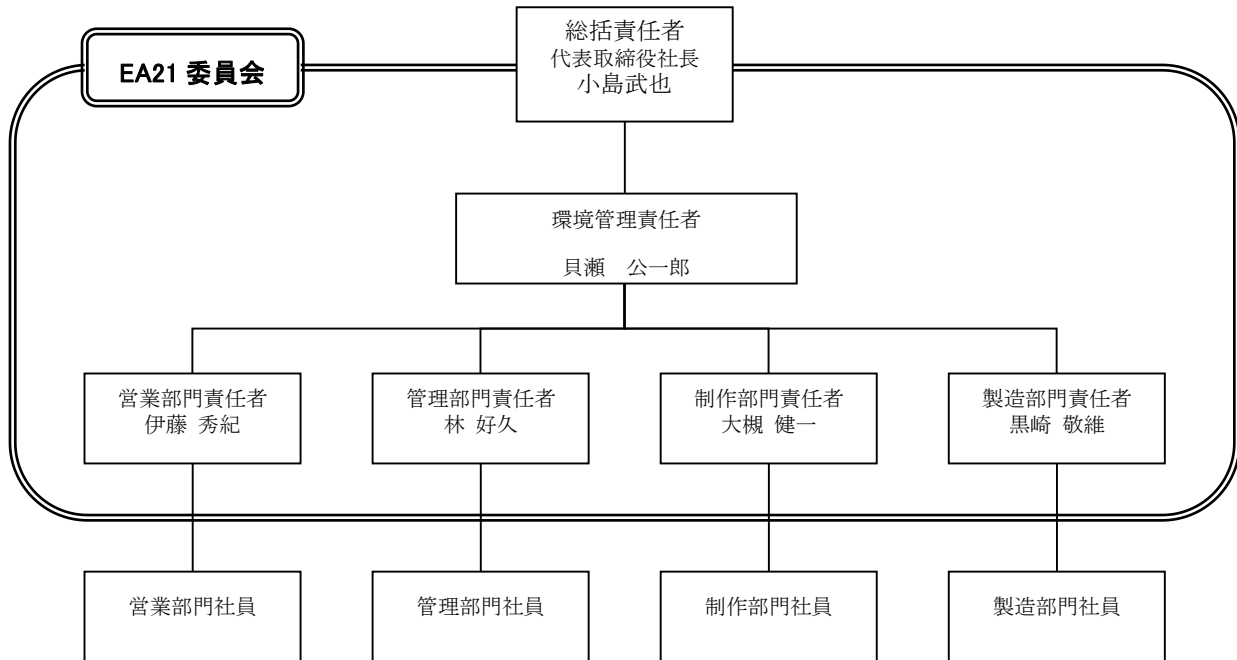 総括責任者
代表取締役社長
小島武也
EA21 委員会
環境管理責任者
貝瀬　公一郎
営業部門責任者
伊藤 秀紀
管理部門責任者
林 好久
制作部門責任者
大槻 健一
製造部門責任者
黒崎 敬維
営業部門社員
管理部門社員
制作部門社員
製造部門社員